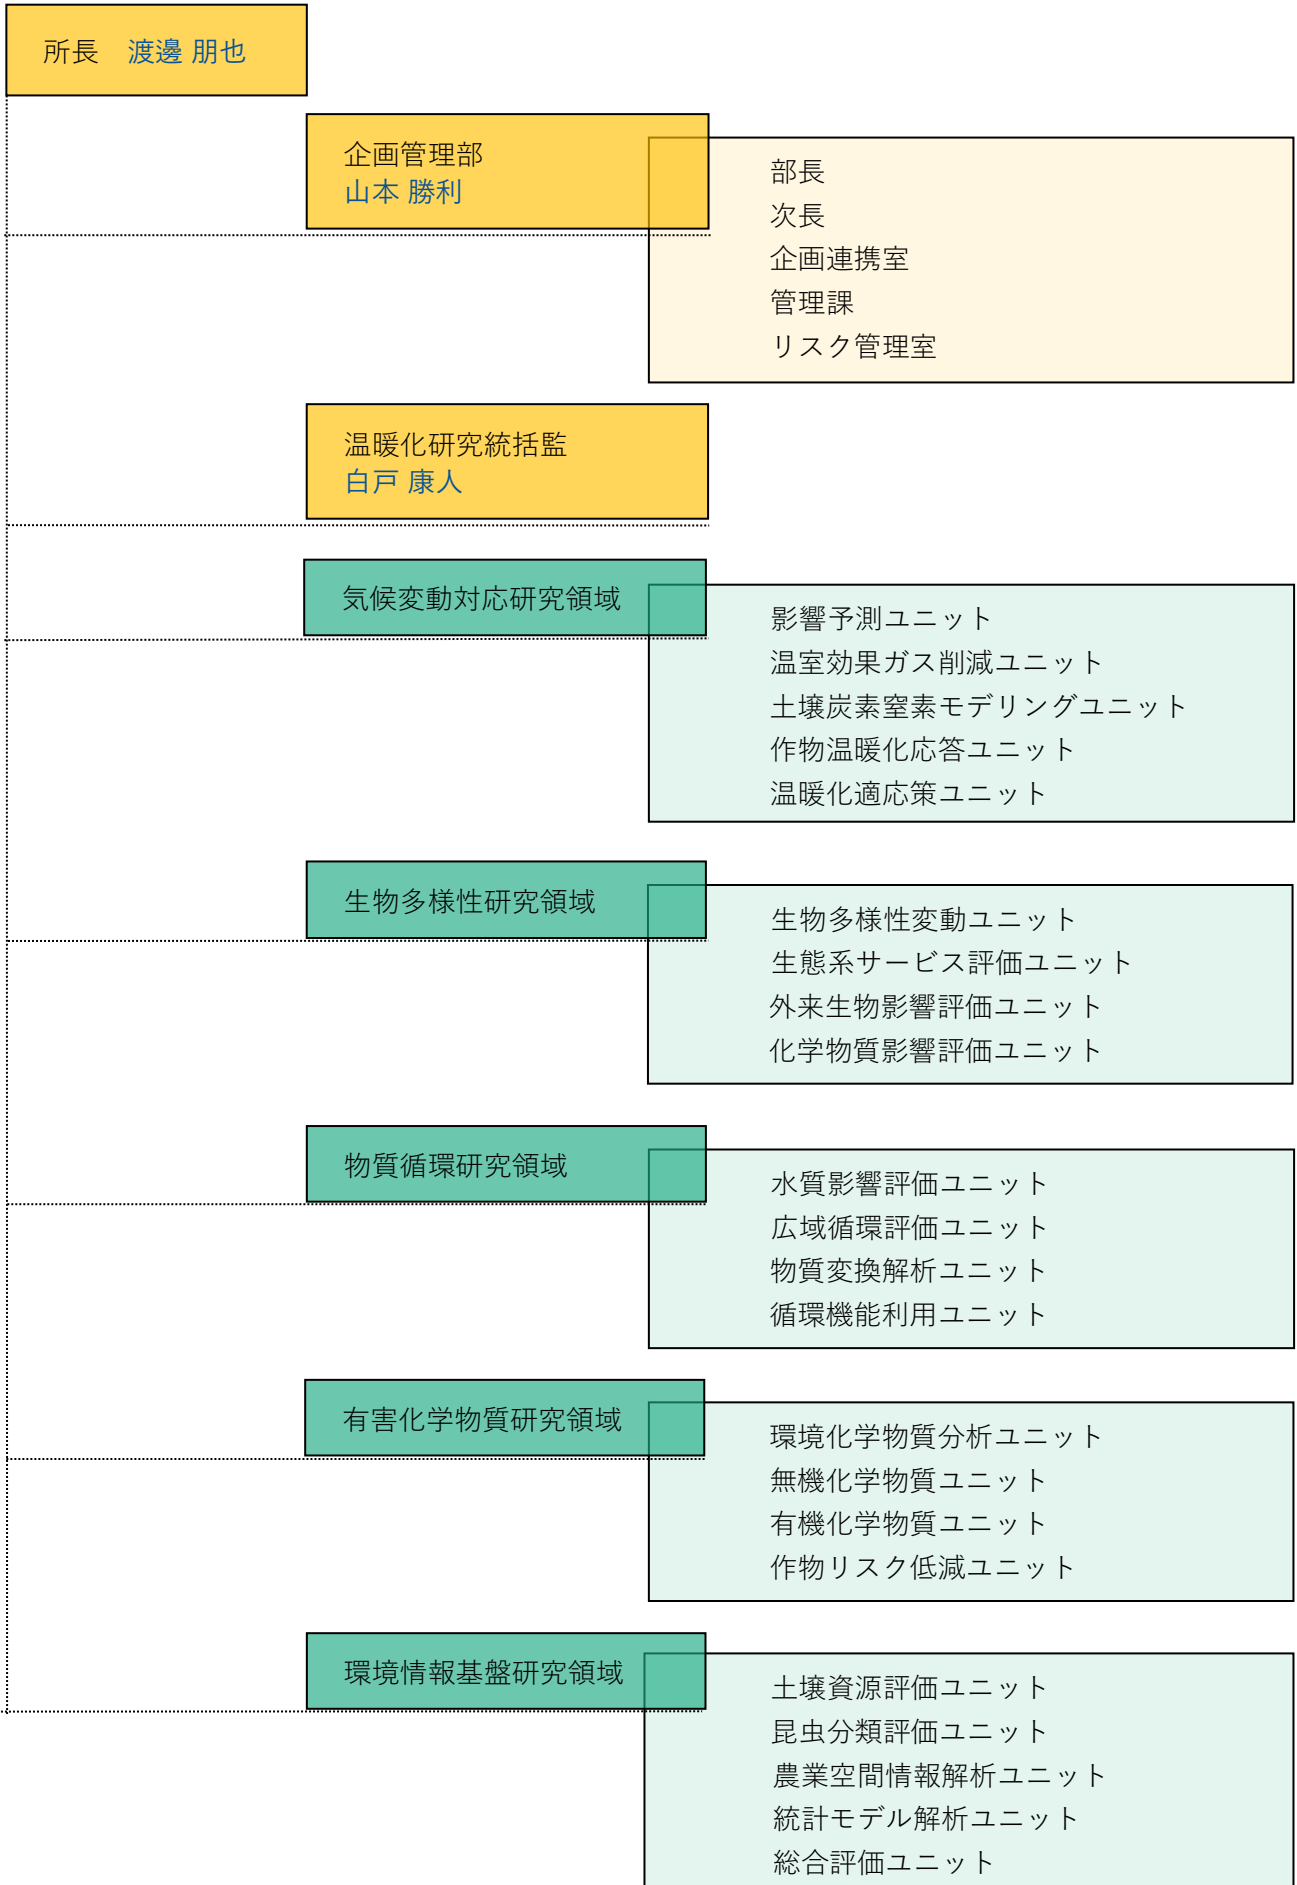 所長　渡邊 朋也
企画管理部
山本 勝利
部長
次長
企画連携室
管理課
リスク管理室
温暖化研究統括監
白戸 康人
気候変動対応研究領域
影響予測ユニット
温室効果ガス削減ユニット
土壌炭素窒素モデリングユニット
作物温暖化応答ユニット
温暖化適応策ユニット
生物多様性研究領域
生物多様性変動ユニット
生態系サービス評価ユニット
外来生物影響評価ユニット
化学物質影響評価ユニット
物質循環研究領域
水質影響評価ユニット
広域循環評価ユニット
物質変換解析ユニット
循環機能利用ユニット
有害化学物質研究領域
環境化学物質分析ユニット
無機化学物質ユニット
有機化学物質ユニット
作物リスク低減ユニット
環境情報基盤研究領域
土壌資源評価ユニット
昆虫分類評価ユニット
農業空間情報解析ユニット
統計モデル解析ユニット
総合評価ユニット